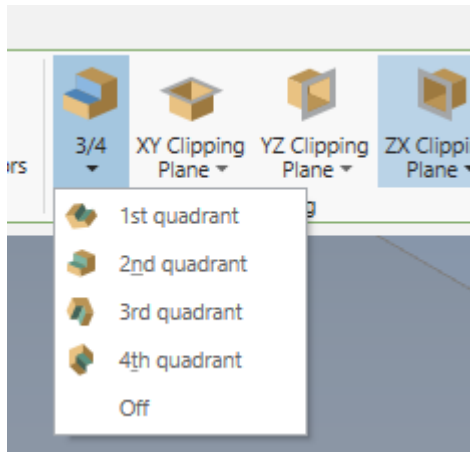 3/4
XY Clipping
Plane
YZ Clipping
Plane
ZX Clippi
Plane
rs
g
1st quadrant
2nd quadrant
3rd quadrant
4th quadrant
Off